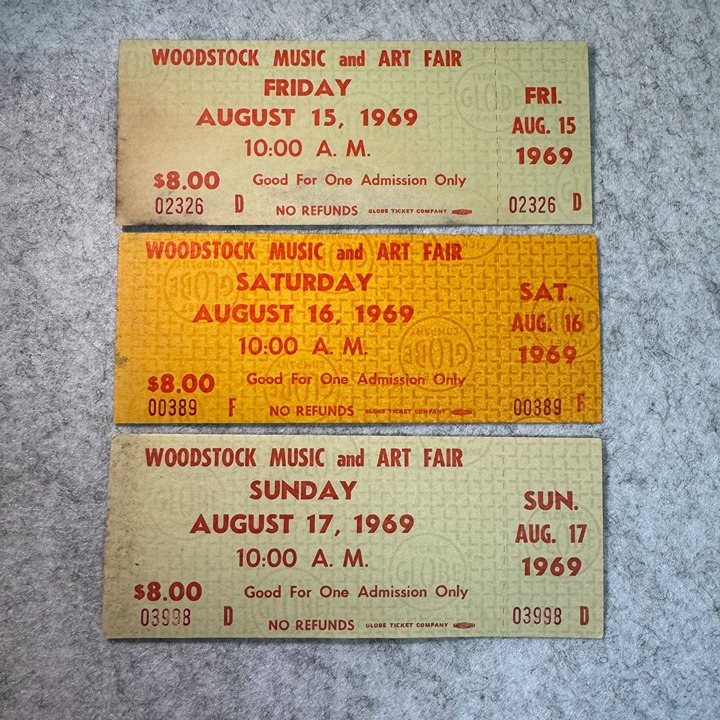 WOODSTOCK MUSIC and ART FAIR
FRIDAY
AUGUST 15, 1969
10:00 A. M.
$8.00 Good For One Admission Only
02326 D NO REFUNDS GLOBE TICKET COMPANY
FRI.
AUG. 15
1969
02326 D
WOODSTOCK MUSIC and ART FAIR
SATURDAY
AUGUST 16, 1969
10:00 A. M.
$8.00 Good For One Admission Only
00389 F NO REFUNDS GLOBE TICKET COMPANY
SAT.
AUG. 16
1969
00389 F
WOODSTOCK MUSIC and ART FAIR
SUNDAY
AUGUST 17, 1969
10:00 A. M.
$8.00 Good For One Admission Only
03998 D NO REFUNDS GLOBE TICKET COMPANY
SUN.
AUG. 17
1969
03998 D